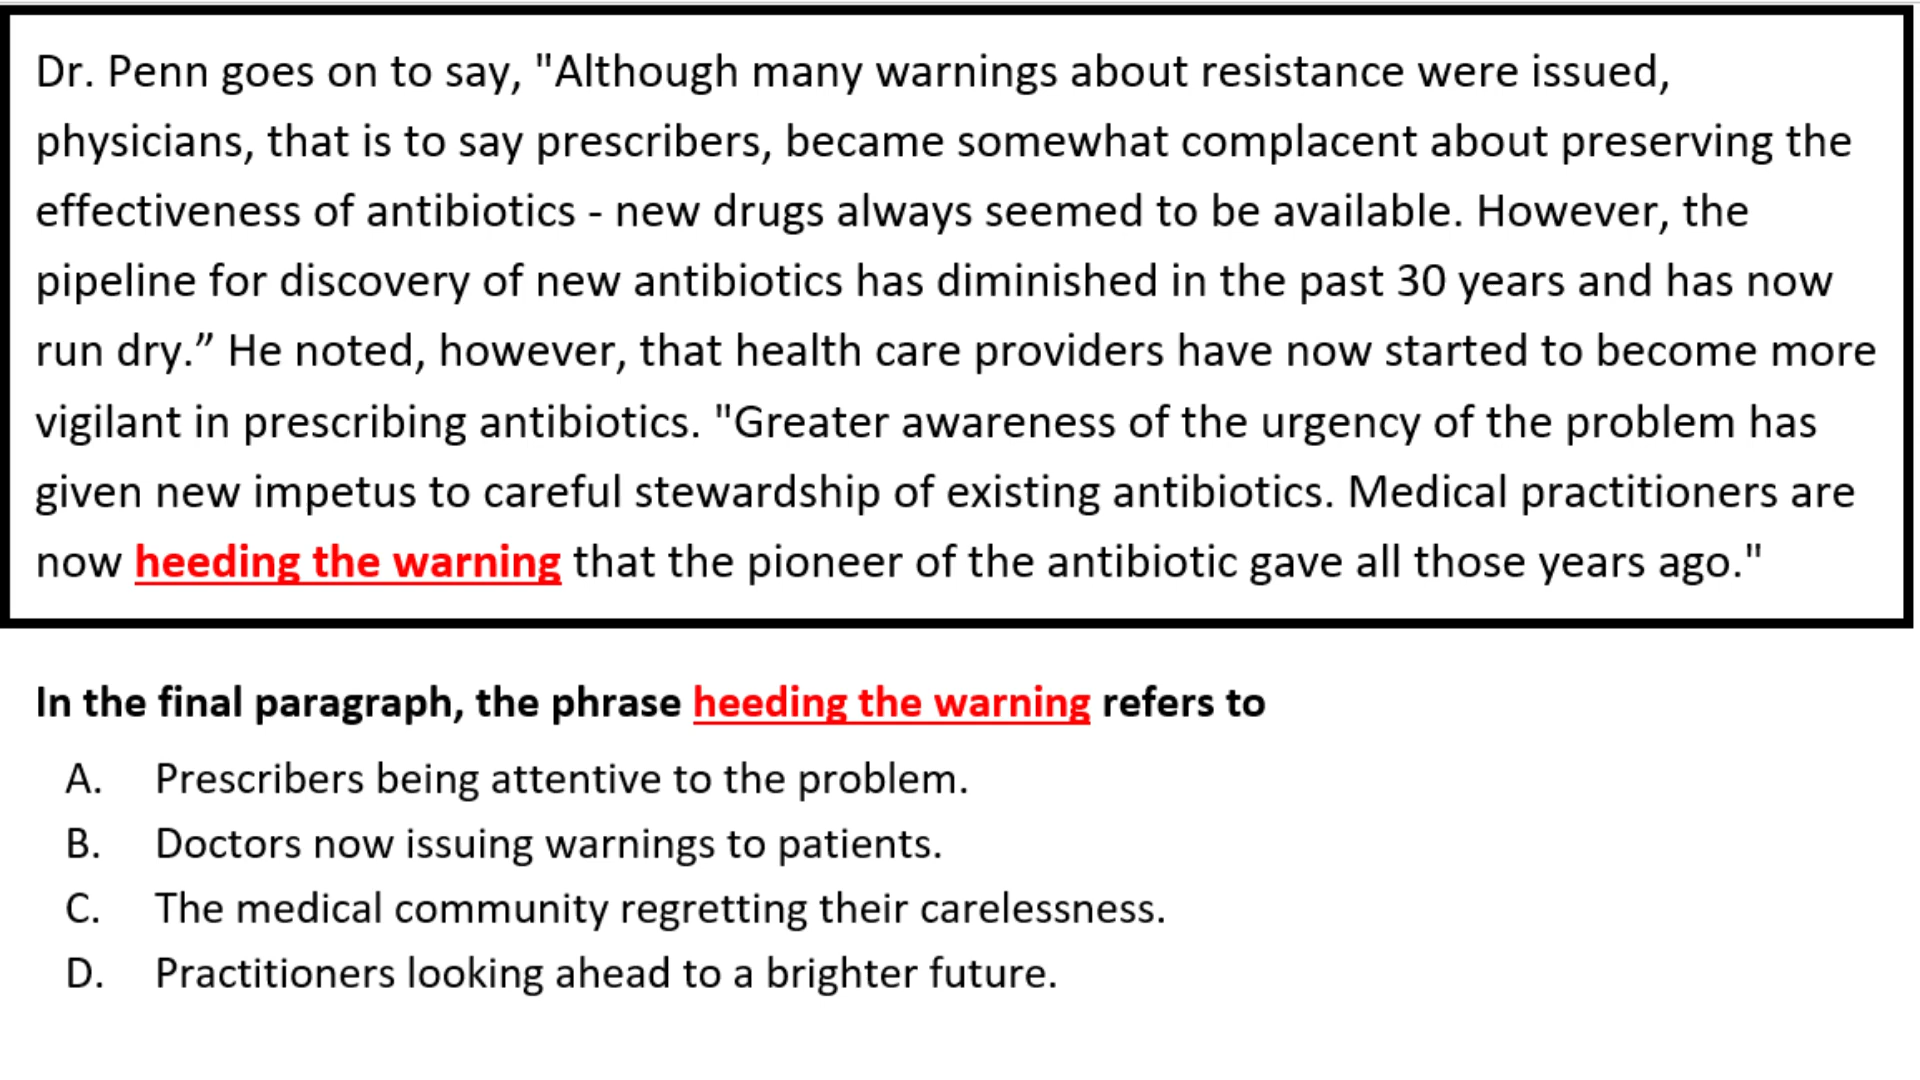 Dr. Penn goes on to say, "Although many warnings about resistance were issued,
physicians, that is to say prescribers, became somewhat complacent about preserving the
effectiveness of antibiotics - new drugs always seemed to be available. However, the
pipeline for discovery of new antibiotics has diminished in the past 30 years and has now
run dry.” He noted, however, that health care providers have now started to become more
vigilant in prescribing antibiotics. "Greater awareness of the urgency of the problem has
given new impetus to careful stewardship of existing antibiotics. Medical practitioners are
now heeding the warning that the pioneer of the antibiotic gave all those years ago."
In the final paragraph, the phrase heeding the warning refers to
A. Prescribers being attentive to the problem.
B. Doctors now issuing warnings to patients.
C. The medical community regretting their carelessness.
D. Practitioners looking ahead to a brighter future.